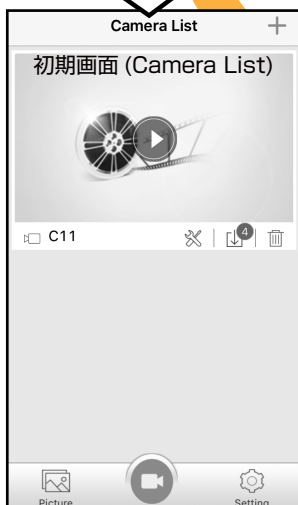 Camera List
初期画面 (Camera List)
C11
4
Picture
Setting